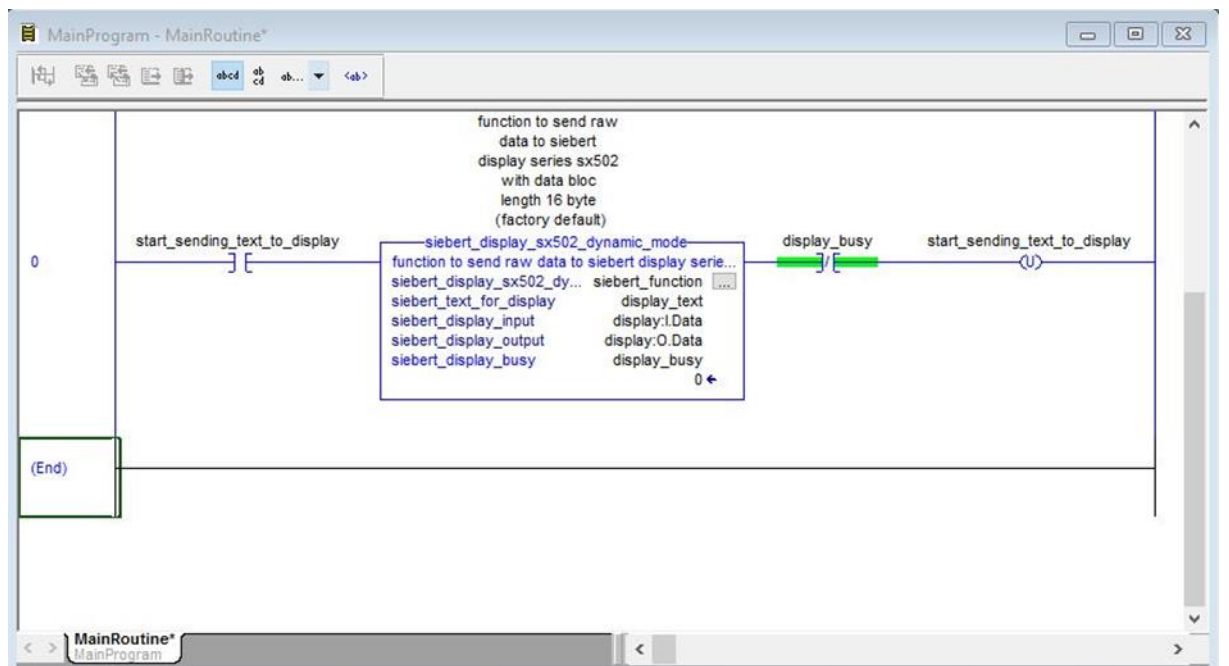 MainProgram - MainRoutine*
abcd
ab
cd
ab...
<ab>
function to send raw
data to siebert
display series sx502
with data bloc
length 16 byte
(factory default)
0
start_sending_text_to_display
siebert_display_sx502_dynamic_mode
function to send raw data to siebert display serie...
siebert_display_sx502_dy... siebert_function ...
siebert_text_for_display display_text
siebert_display_input display:I.Data
siebert_display_output display:O.Data
siebert_display_busy display_busy
0
display_busy
start_sending_text_to_display
U
(End)
MainRoutine*
MainProgram